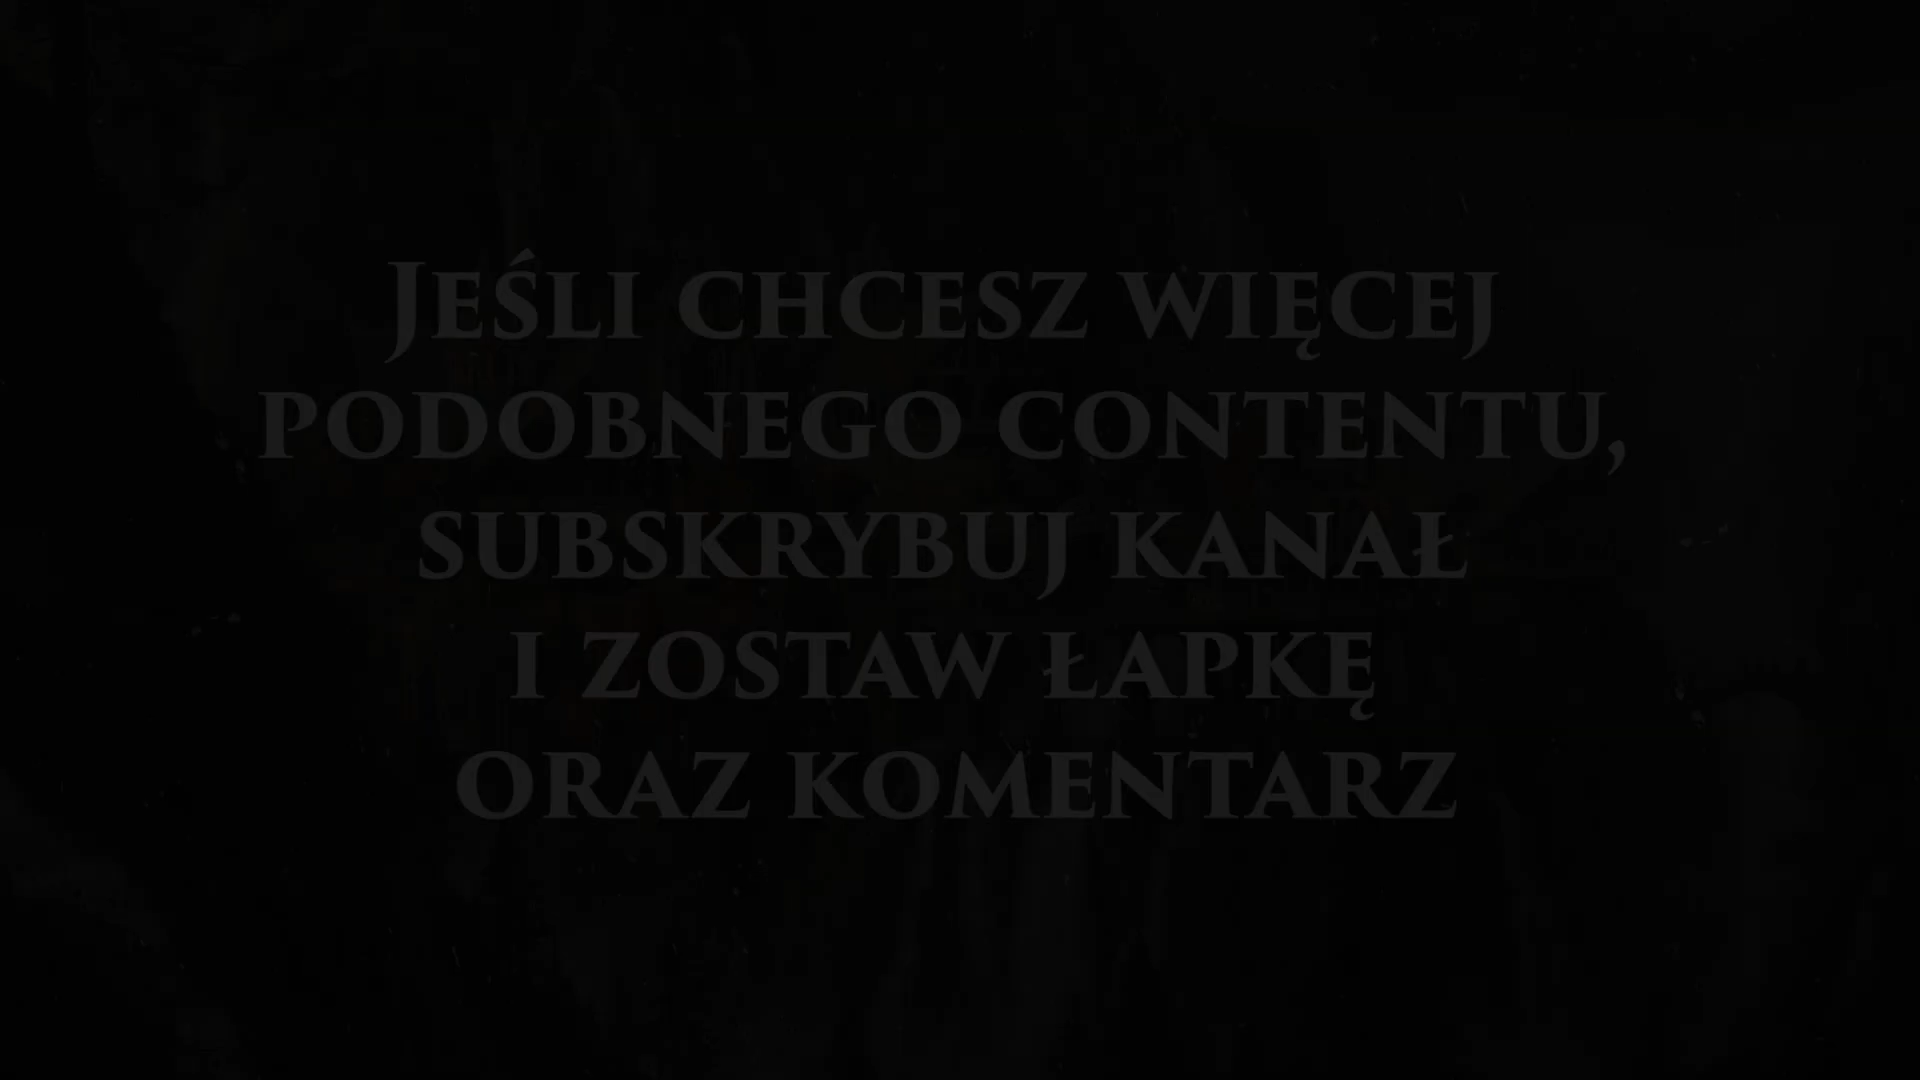 Jeśli chcesz więcej
podobnego contentu,
subskrybuj kanał
i zostaw łapkę
oraz komentarz